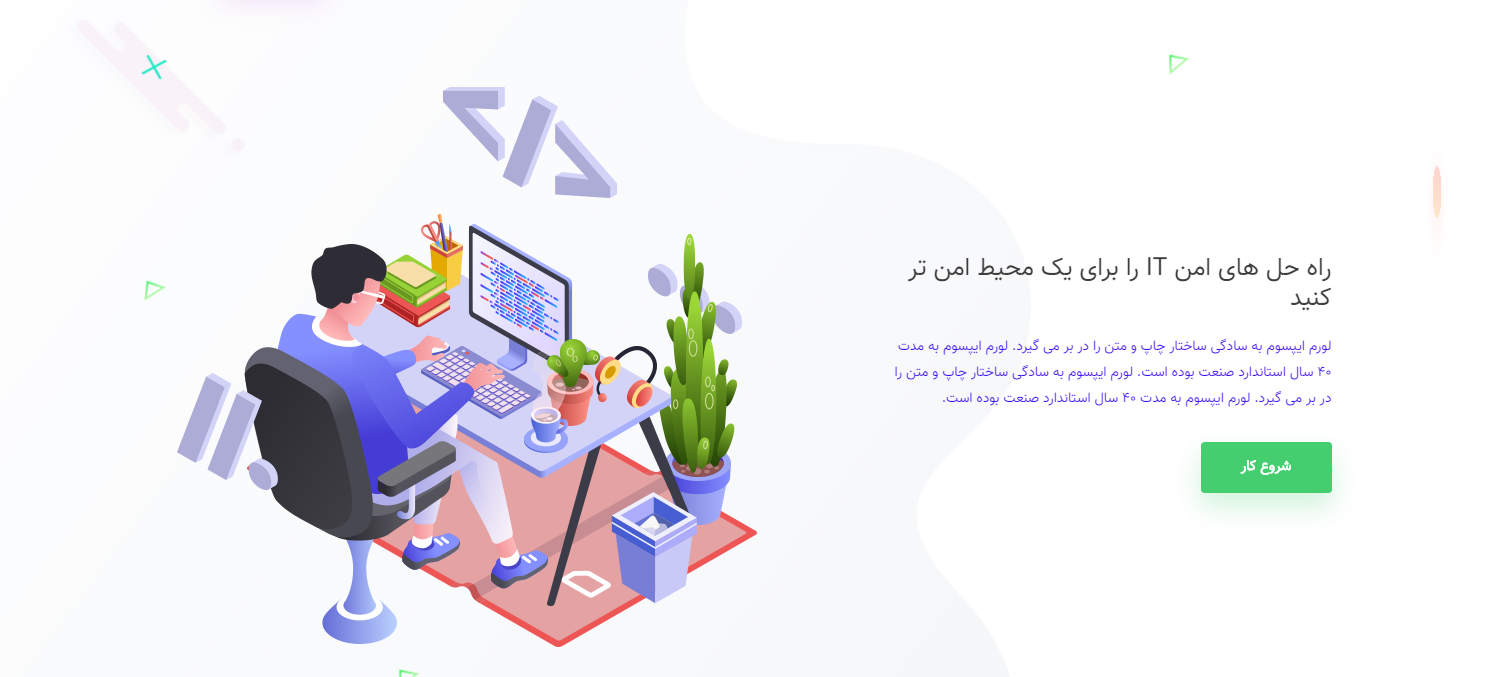 راه حل های امن IT را برای یک محیط امن تر
کنید
لورم ایپسوم به سادگی ساختار چاپ و متن را در بر می گیرد. لورم ایپسوم به مدت
۴۰ سال استاندارد صنعت بوده است. لورم ایپسوم به سادگی ساختار چاپ و متن را
در بر می گیرد. لورم ایپسوم به مدت ۴۰ سال استاندارد صنعت بوده است.
شروع کار